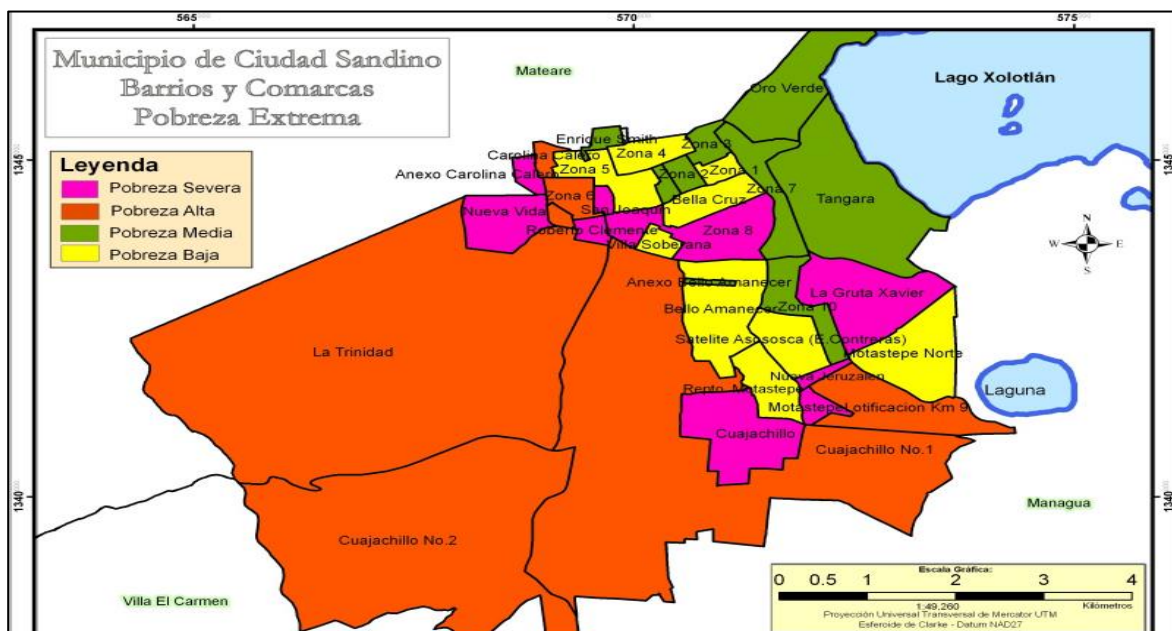 565
570
575
Municipio de Ciudad Sandino
Barrios y Comarcas
Pobreza Extrema
Mateare
Lago Xolotlán
Oro Verde
Enrique Smith
Zona 3
1345
1345
Leyenda
Pobreza Severa
Pobreza Alta
Pobreza Media
Pobreza Baja
Carolina Calero
Zona 4
Anexo Carolina Calero
Zona 5
Zona 2
Zona 1
Zona 7
Zona 6
Bella Cruz
Tangara
Nueva Vida
San Joaquin
Roberto Clemente
Zona 8
Villa Soberana
N
W
E
S
Anexo Bello Amanecer
La Gruta Xavier
Bello Amanecer
Zona 10
Satelite Asososca (E.Contreras)
La Trinidad
Motastepe Norte
Nueva Jeruzalen
Repto. Motastepe
Laguna
Motastepe
Lotificacion Km 9
Cuajachillo
Cuajachillo No.1
1340
1340
Managua
Cuajachillo No.2
Villa El Carmen
Escala Gráfica:
0 0.5 1 2 3 4
1:49,260
Kilómetros
Proyección Universal Transversal de Mercator UTM
Esferoide de Clarke - Datum NAD27